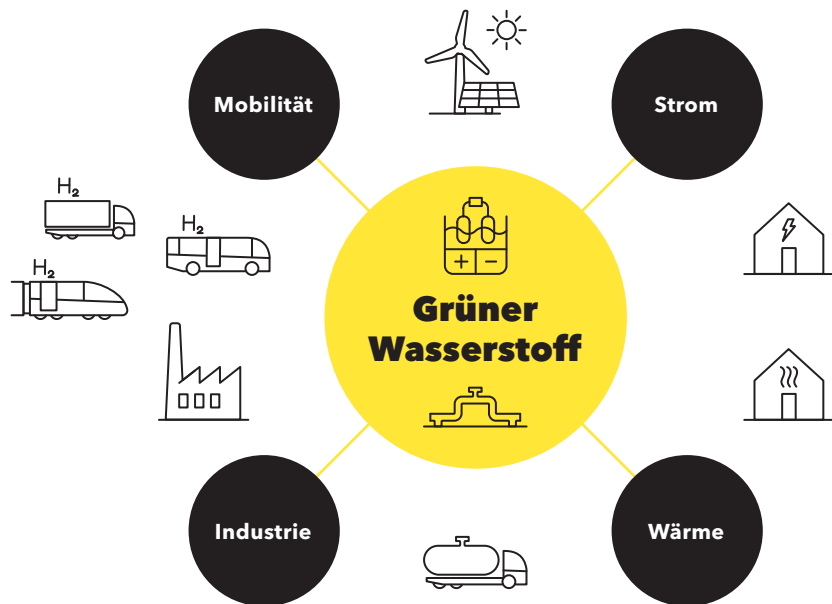 Mobilität
Strom
H₂
H₂
H₂
+ −
Grüner
Wasserstoff
Industrie
Wärme